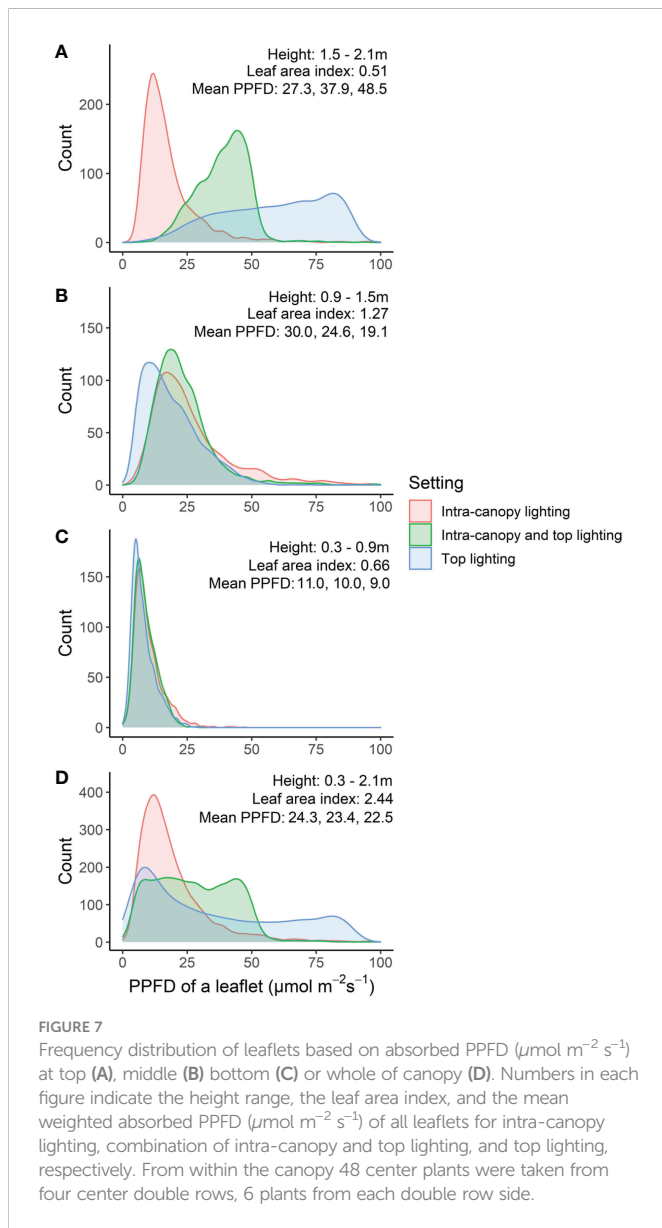 A
Height: 1.5 - 2.1m
Leaf area index: 0.51
Mean PPFD: 27.3, 37.9, 48.5
Count
200
100
0
0 25 50 75 100
B
Height: 0.9 - 1.5m
Leaf area index: 1.27
Mean PPFD: 30.0, 24.6, 19.1
Count
150
100
50
0
0 25 50 75 100
Setting
Intra-canopy lighting
Intra-canopy and top lighting
Top lighting
C
Height: 0.3 - 0.9m
Leaf area index: 0.66
Mean PPFD: 11.0, 10.0, 9.0
Count
150
100
50
0
0 25 50 75 100
D
Height: 0.3 - 2.1m
Leaf area index: 2.44
Mean PPFD: 24.3, 23.4, 22.5
Count
400
300
200
100
0
0 25 50 75 100
PPFD of a leaflet (µmol m⁻²s⁻¹)
FIGURE 7
Frequency distribution of leaflets based on absorbed PPFD (µmol m⁻² s⁻¹)
at top (A), middle (B) bottom (C) or whole of canopy (D). Numbers in each
figure indicate the height range, the leaf area index, and the mean
weighted absorbed PPFD (µmol m⁻² s⁻¹) of all leaflets for intra-canopy
lighting, combination of intra-canopy and top lighting, and top lighting,
respectively. From within the canopy 48 center plants were taken from
four center double rows, 6 plants from each double row side.